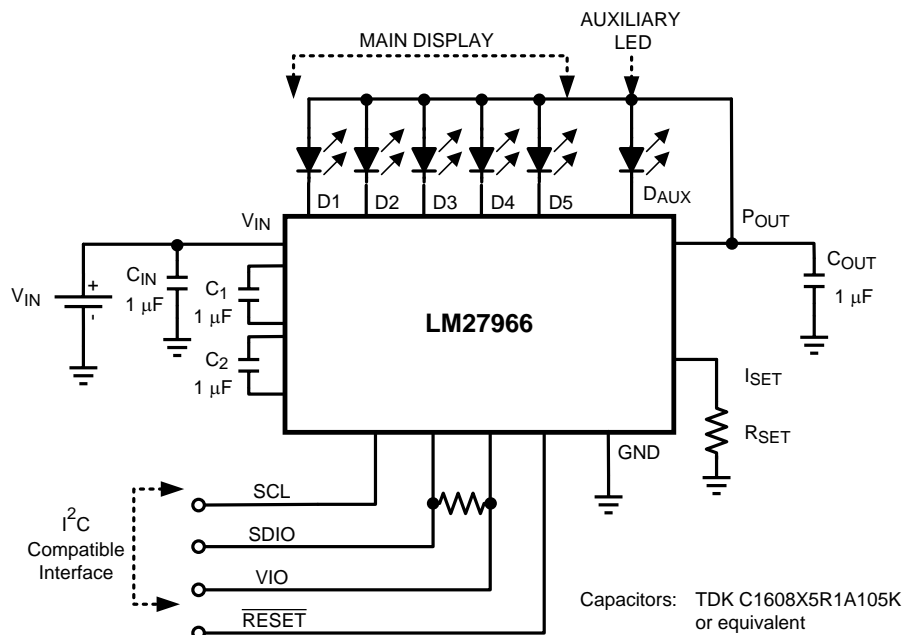 MAIN DISPLAY
AUXILIARY
LED
D1
D2
D3
D4
D5
DAUX
VIN
POUT
VIN
+
-
CIN
1 μF
C1
1 μF
C2
1 μF
LM27966
COUT
1 μF
ISET
RSET
GND
I2C
Compatible
Interface
SCL
SDIO
VIO
RESET
Capacitors: TDK C1608X5R1A105K
or equivalent